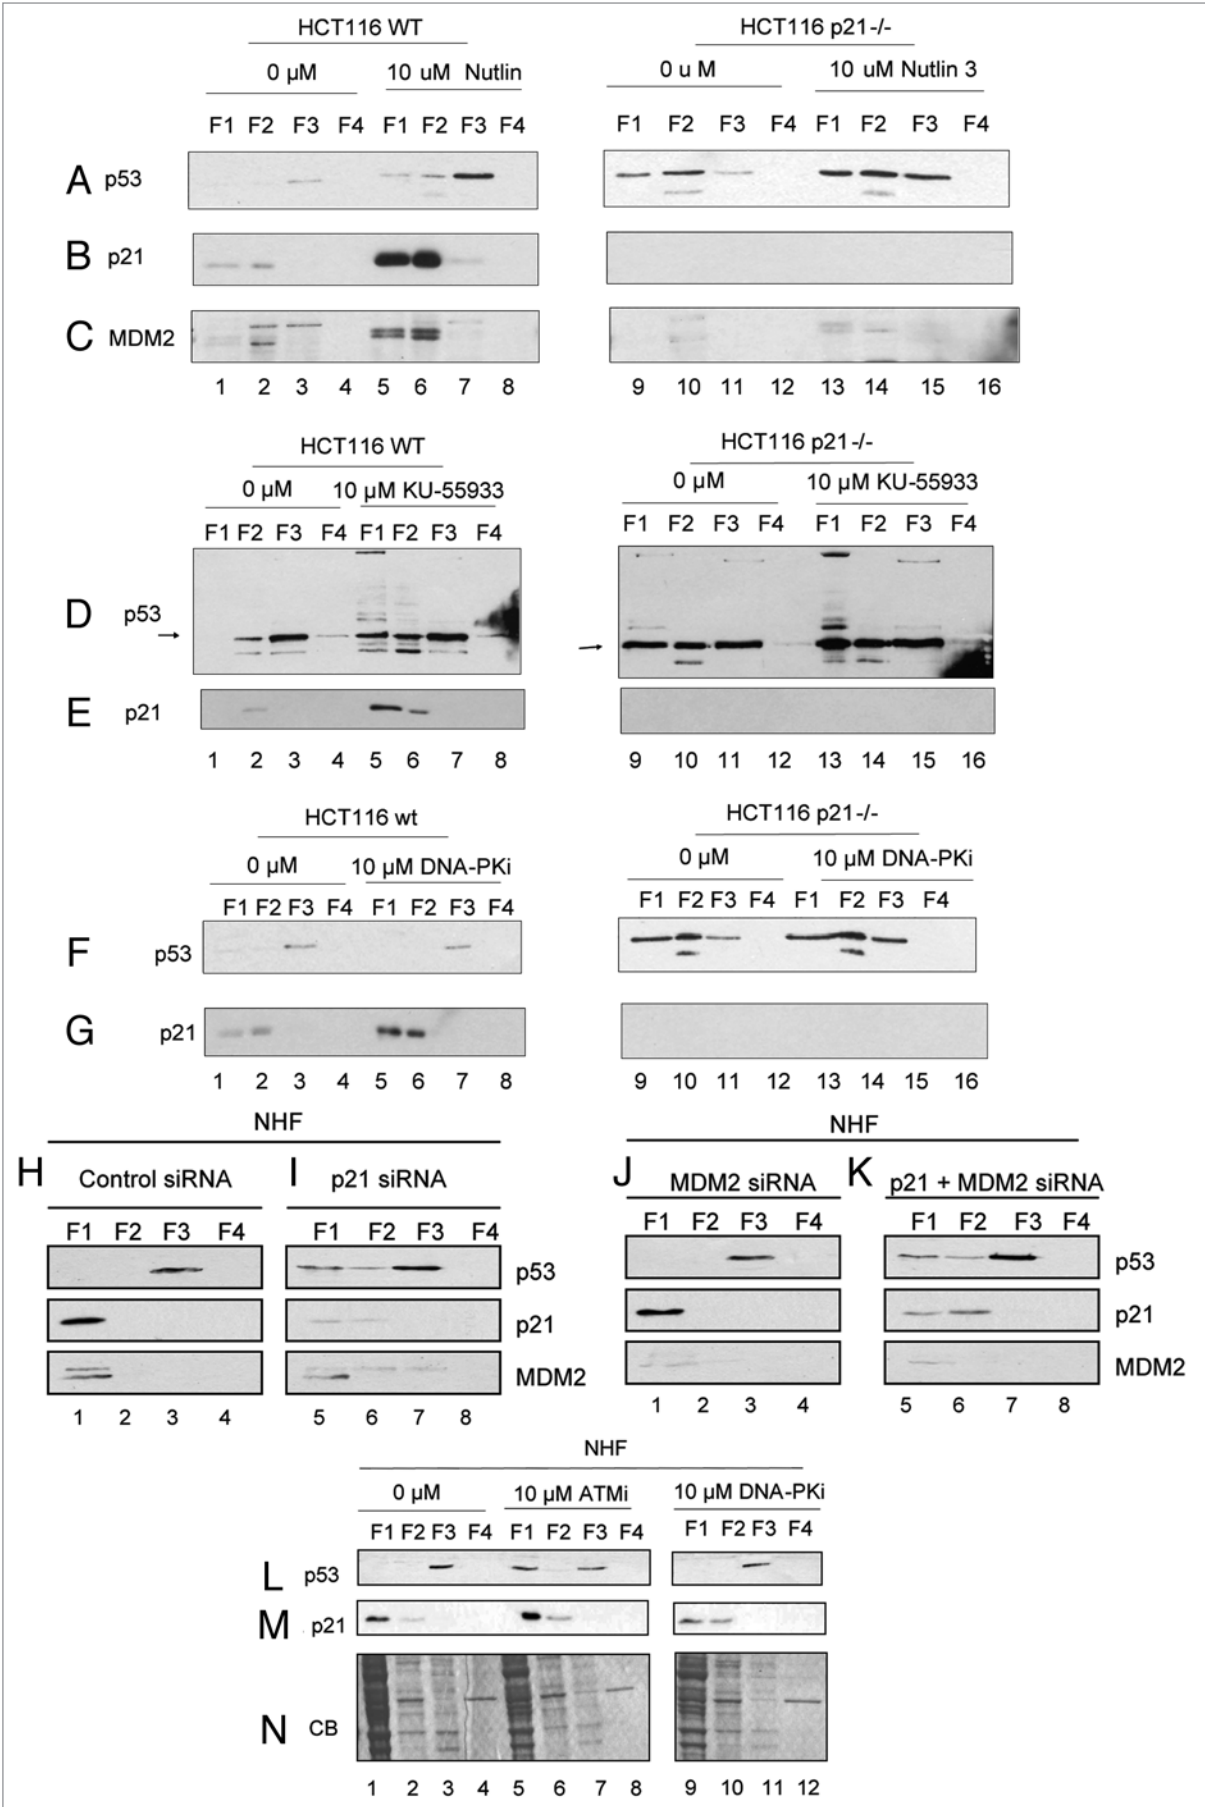 HCT116 WT
HCT116 p21-/-
0 µM
10 uM Nutlin
0 u M
10 uM Nutlin 3
F1 F2 F3 F4 F1 F2 F3 F4
F1 F2 F3 F4 F1 F2 F3 F4
A p53
B p21
C MDM2
1 2 3 4 5 6 7 8
9 10 11 12 13 14 15 16
HCT116 WT
HCT116 p21-/-
0 µM
10 µM KU-55933
0 µM
10 µM KU-55933
F1 F2 F3 F4 F1 F2 F3 F4
F1 F2 F3 F4 F1 F2 F3 F4
D p53
E p21
1 2 3 4 5 6 7 8
9 10 11 12 13 14 15 16
HCT116 wt
HCT116 p21-/-
0 µM
10 µM DNA-PKi
0 µM
10 µM DNA-PKi
F1 F2 F3 F4 F1 F2 F3 F4
F1 F2 F3 F4 F1 F2 F3 F4
F p53
G p21
1 2 3 4 5 6 7 8
9 10 11 12 13 14 15 16
NHF
NHF
H Control siRNA
I p21 siRNA
J MDM2 siRNA
K p21 + MDM2 siRNA
F1 F2 F3 F4
F1 F2 F3 F4
F1 F2 F3 F4
F1 F2 F3 F4
p53
p53
p21
p21
MDM2
MDM2
1 2 3 4
5 6 7 8
1 2 3 4
5 6 7 8
NHF
0 µM
10 µM ATMi
10 µM DNA-PKi
F1 F2 F3 F4 F1 F2 F3 F4
F1 F2 F3 F4
L p53
M p21
N CB
1 2 3 4 5 6 7 8
9 10 11 12